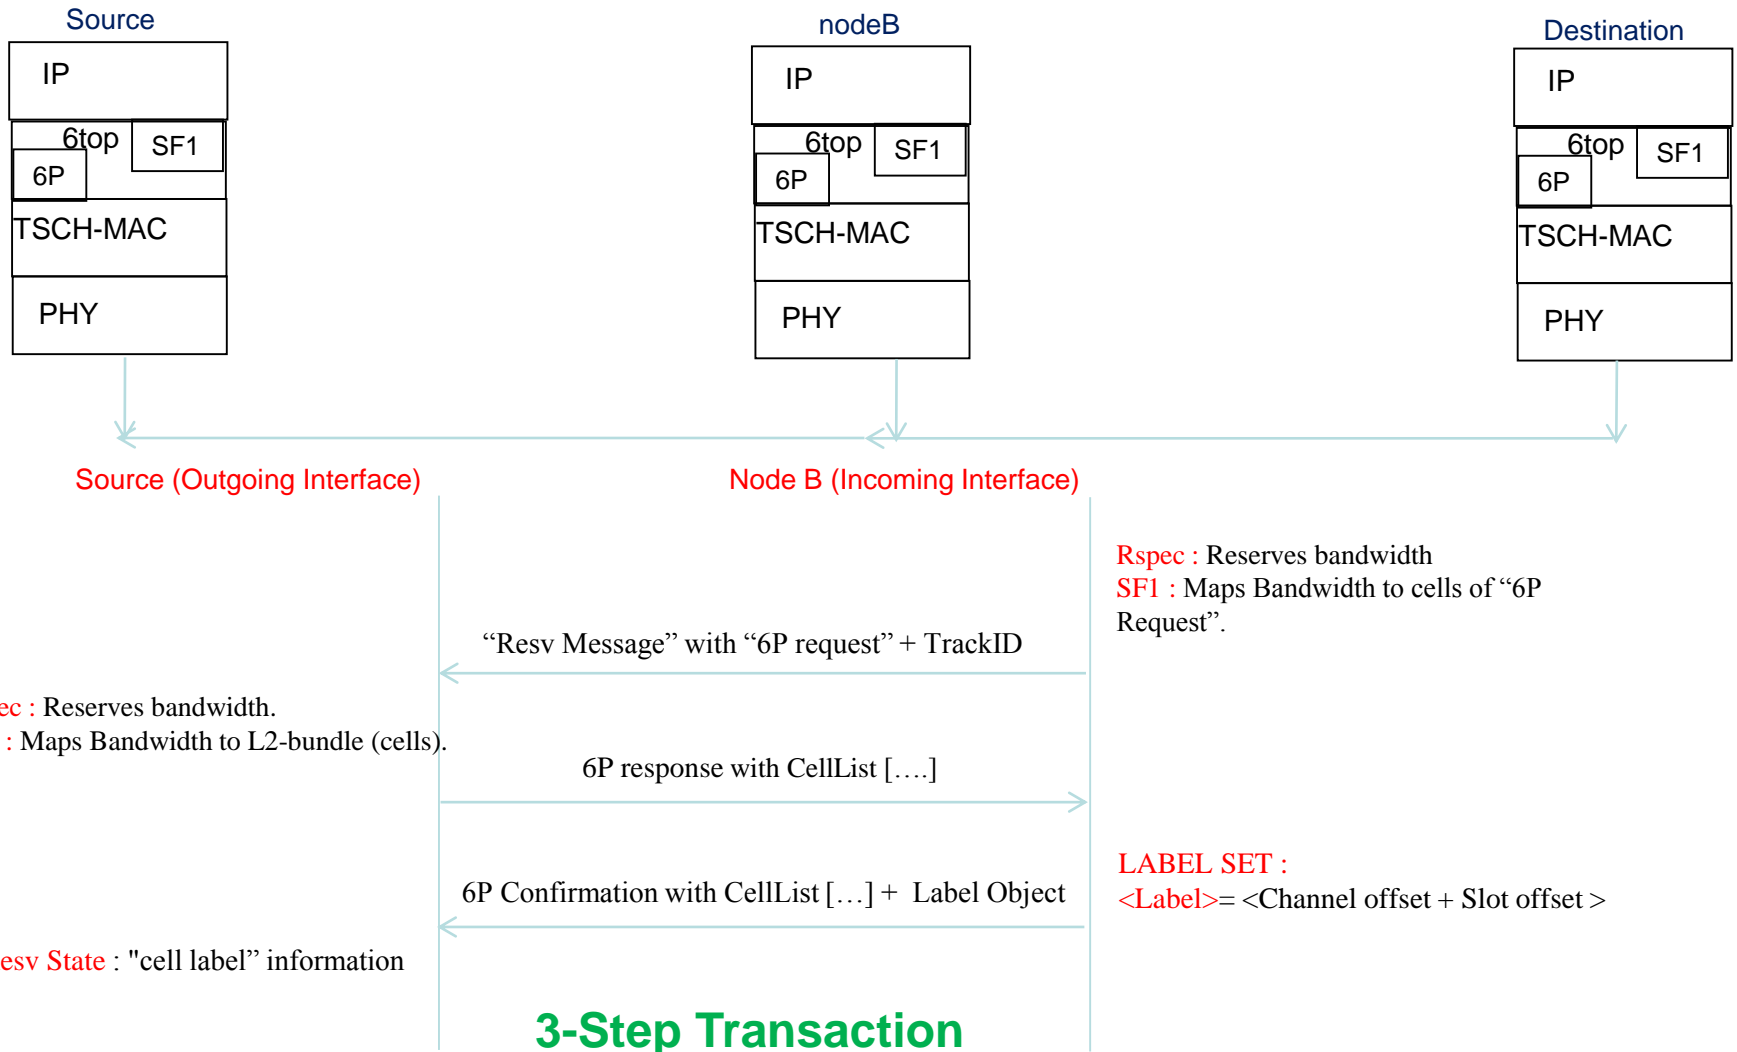 Source
nodeB
Destination
IP
6top
SF1
6P
TSCH-MAC
PHY
IP
6top
SF1
6P
TSCH-MAC
PHY
IP
6top
SF1
6P
TSCH-MAC
PHY
Source (Outgoing Interface)
Node B (Incoming Interface)
Rspec : Reserves bandwidth
SF1 : Maps Bandwidth to cells of “6P
Request”.
“Resv Message” with “6P request” + TrackID
ec : Reserves bandwidth.
: Maps Bandwidth to L2-bundle (cells).
6P response with CellList [….]
LABEL SET :
<Label>= <Channel offset + Slot offset >
6P Confirmation with CellList […] + Label Object
esv State : "cell label” information
3-Step Transaction